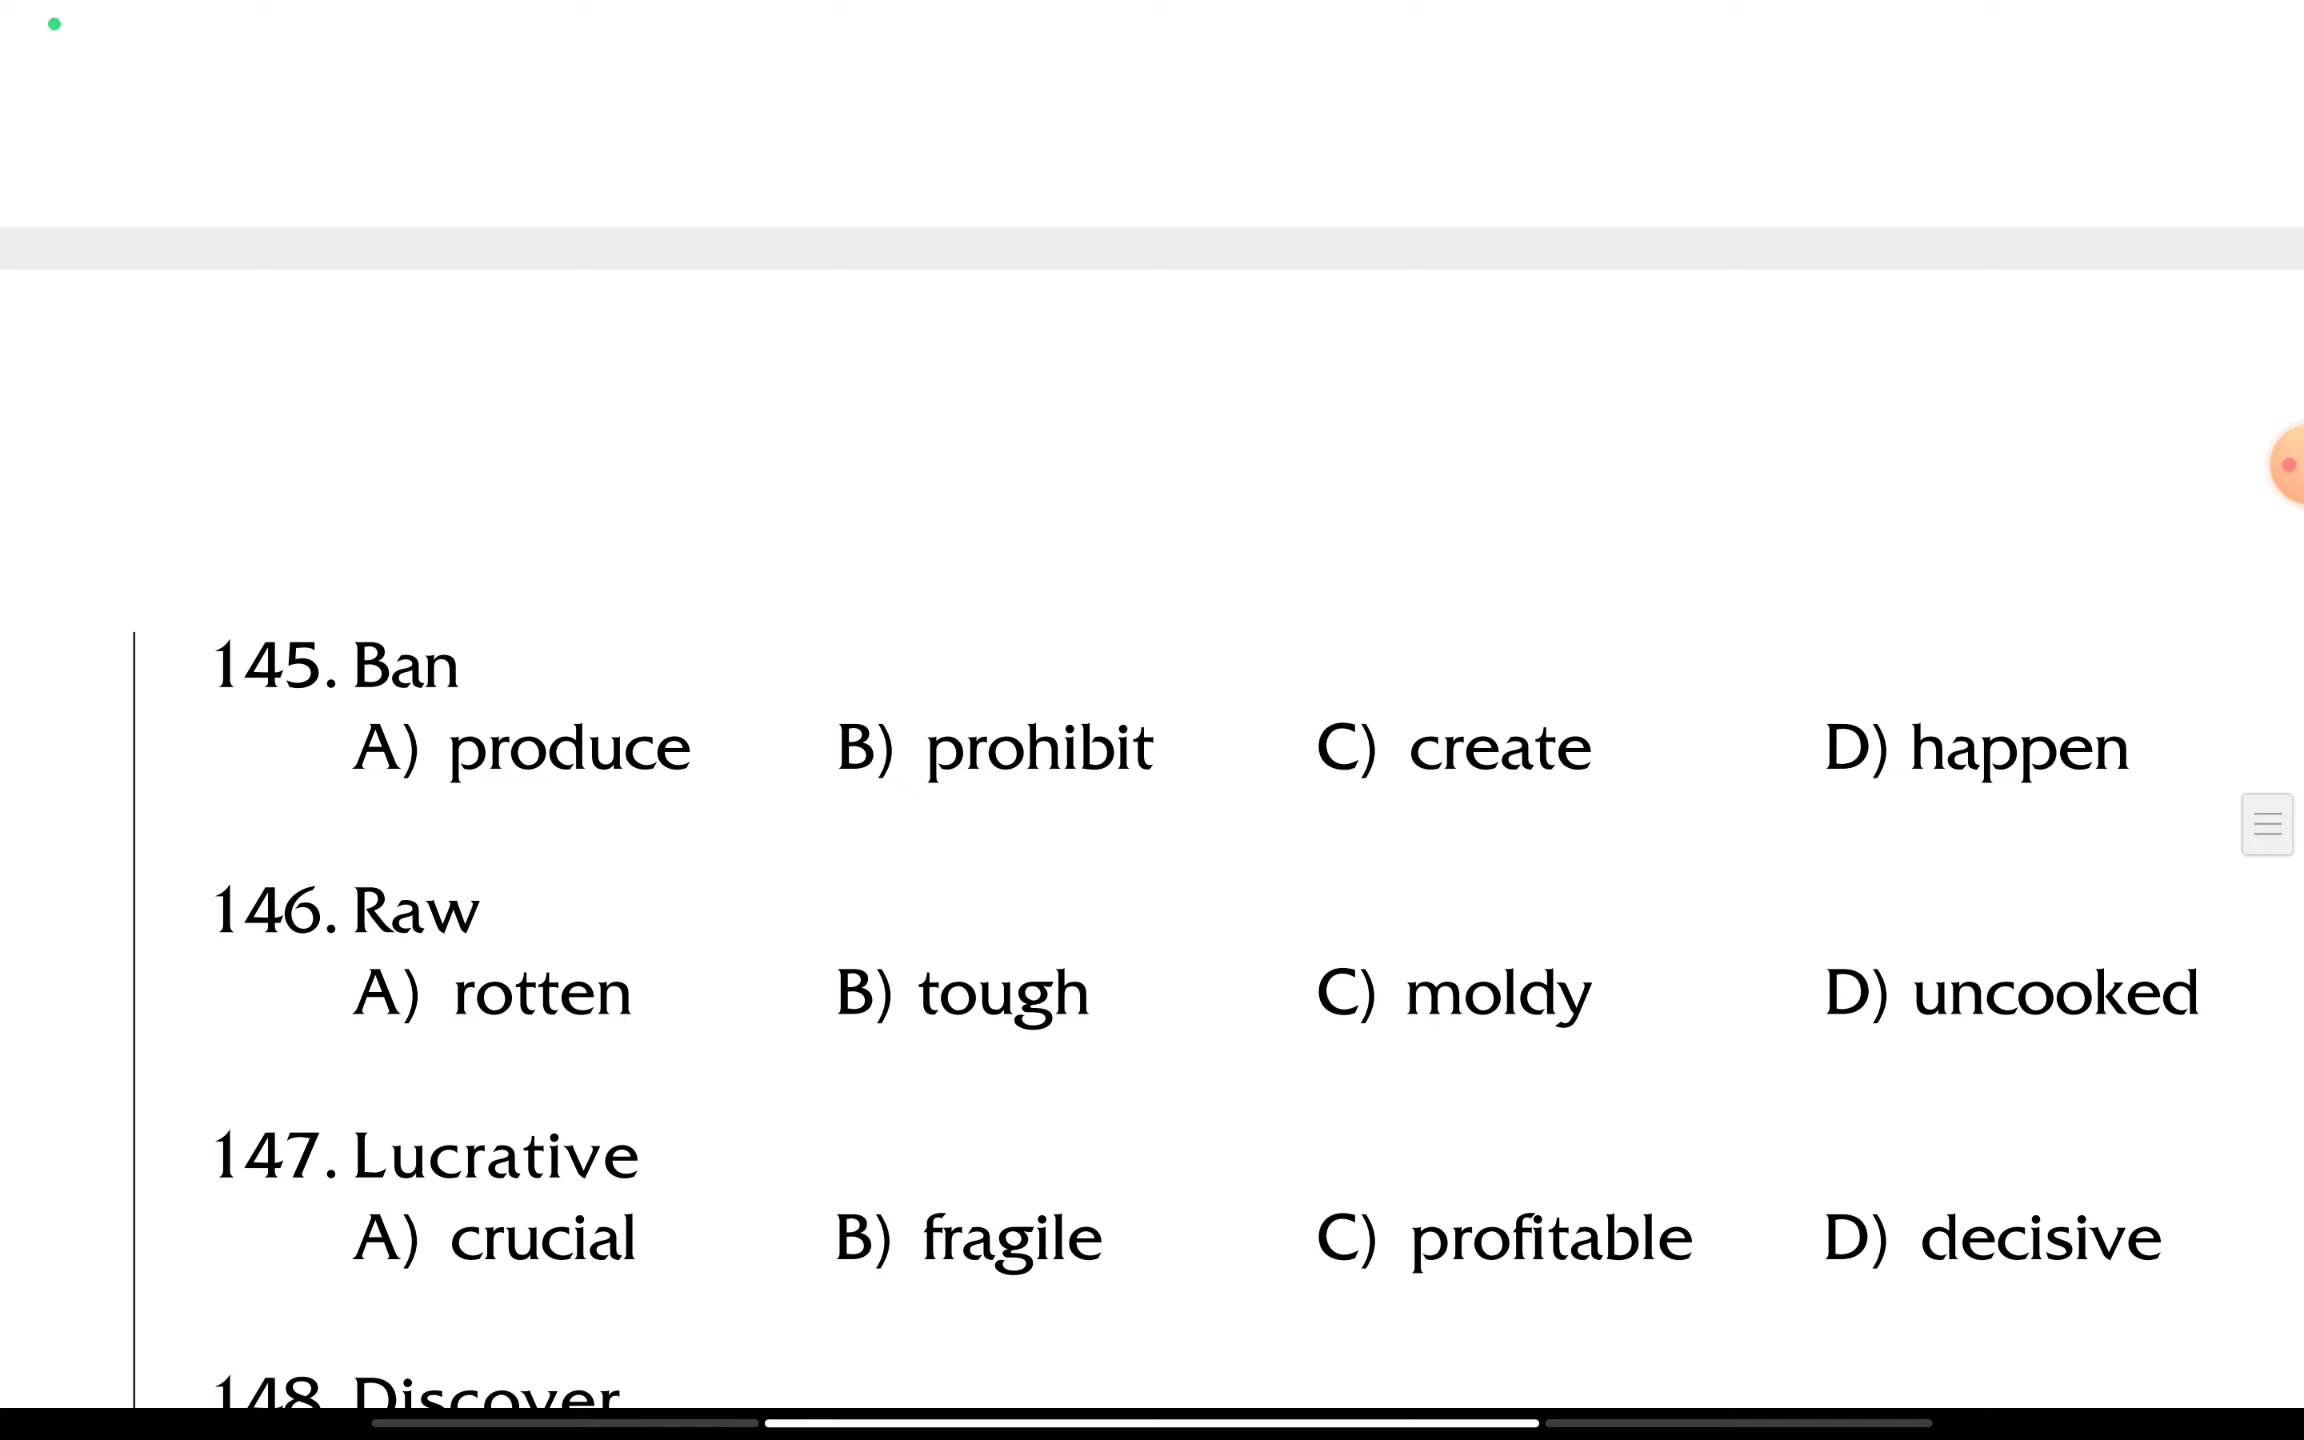 145. Ban
A) produce B) prohibit C) create D) happen
146. Raw
A) rotten B) tough C) moldy D) uncooked
147. Lucrative
A) crucial B) fragile C) profitable D) decisive
148. Discover